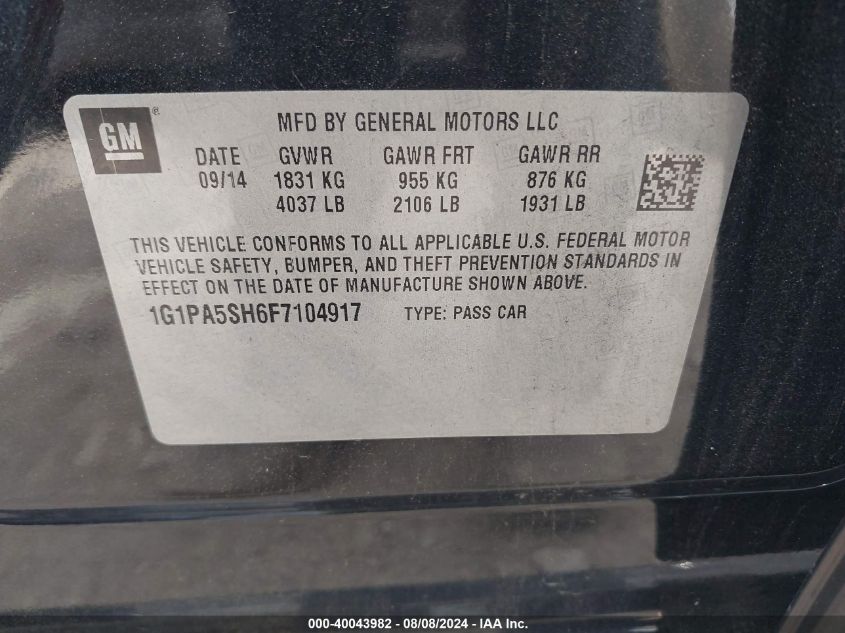 GM ® MFD BY GENERAL MOTORS LLC
DATE GVWR GAWR FRT GAWR RR
09/14 1831 KG 955 KG 876 KG
4037 LB 2106 LB 1931 LB
THIS VEHICLE CONFORMS TO ALL APPLICABLE U.S. FEDERAL MOTOR
VEHICLE SAFETY, BUMPER, AND THEFT PREVENTION STANDARDS IN
EFFECT ON THE DATE OF MANUFACTURE SHOWN ABOVE.
1G1PA5SH6F7104917 TYPE: PASS CAR
000-40043982 - 08/08/2024 - IAA Inc.